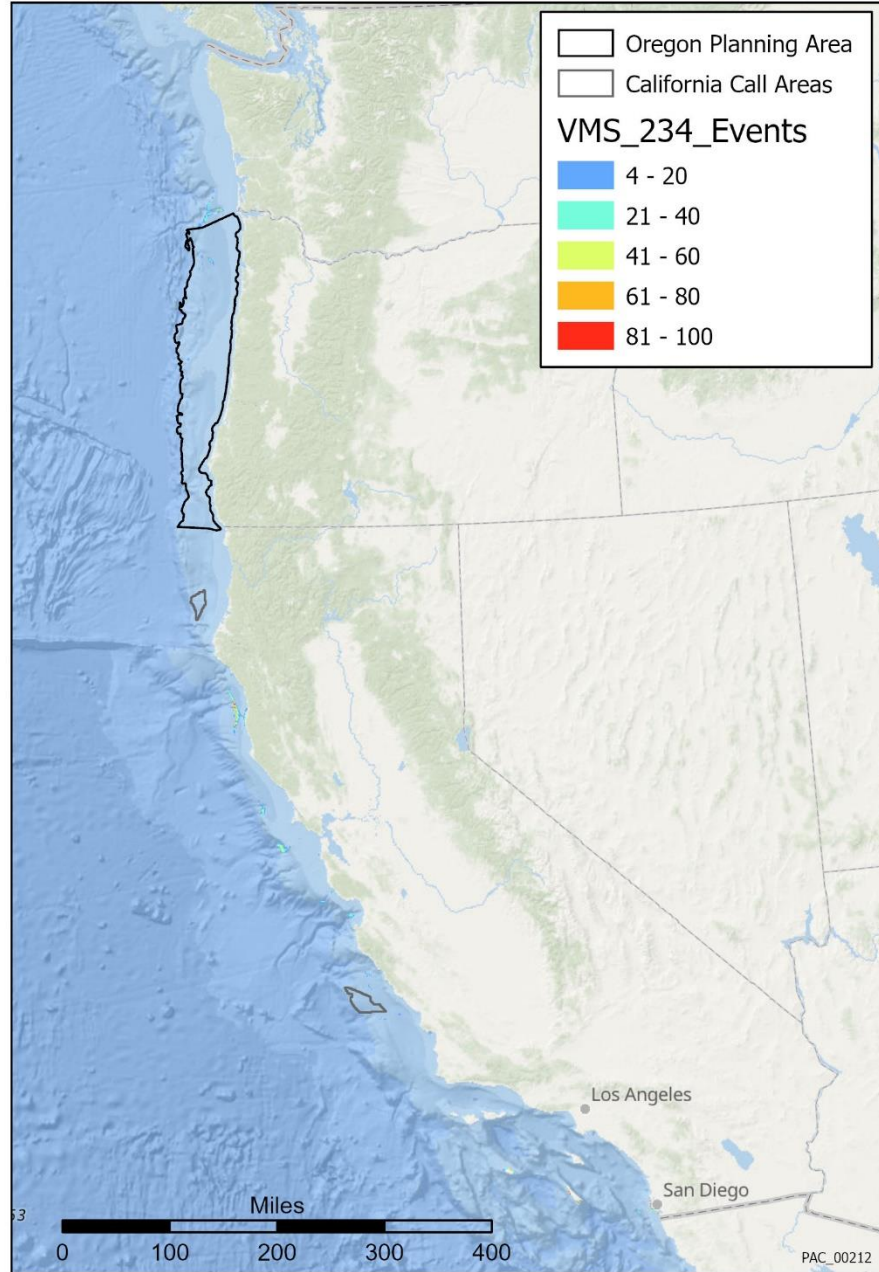 Oregon Planning Area
California Call Areas
VMS_234_Events
4 - 20
21 - 40
41 - 60
61 - 80
81 - 100
Los Angeles
San Diego
Miles
0 100 200 300 400
53
PAC_00212